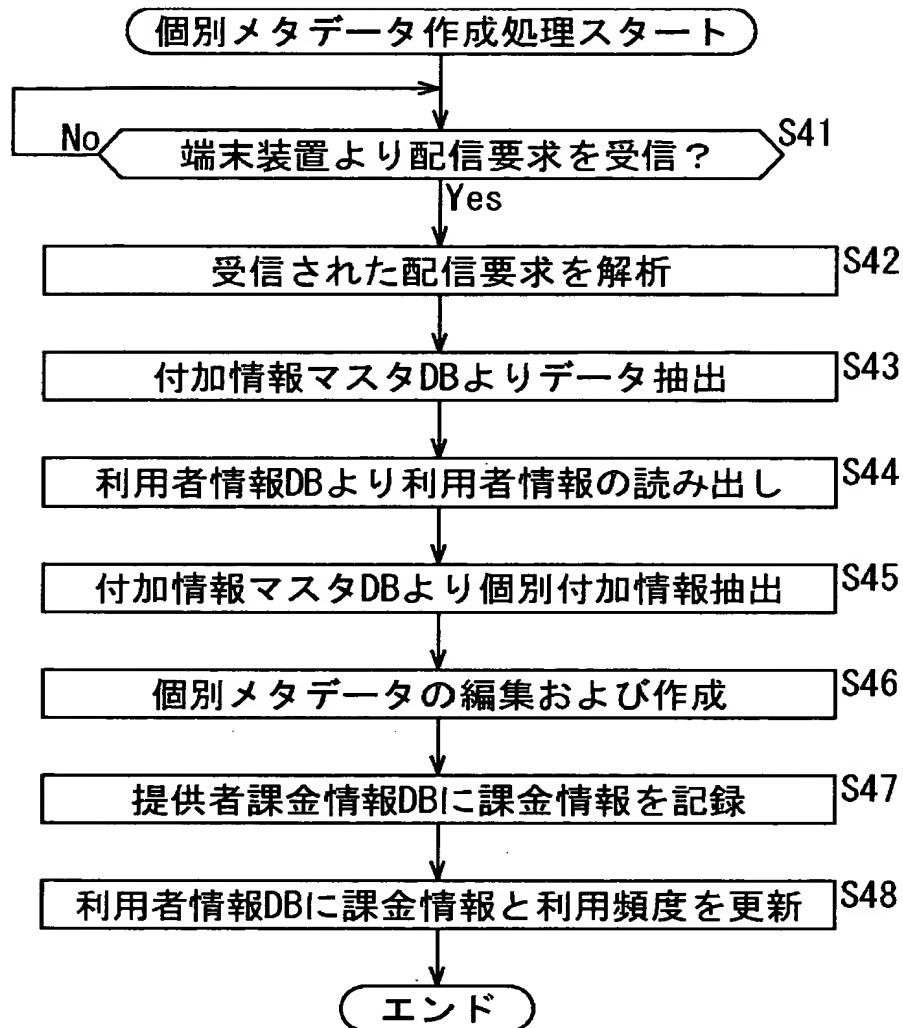 個別メタデータ作成処理スタート
No
端末装置より配信要求を受信?
S41
Yes
受信された配信要求を解析
S42
付加情報マスタDBよりデータ抽出
S43
利用者情報DBより利用者情報の読み出し
S44
付加情報マスタDBより個別付加情報抽出
S45
個別メタデータの編集および作成
S46
提供者課金情報DBに課金情報を記録
S47
利用者情報DBに課金情報と利用頻度を更新
S48
エンド